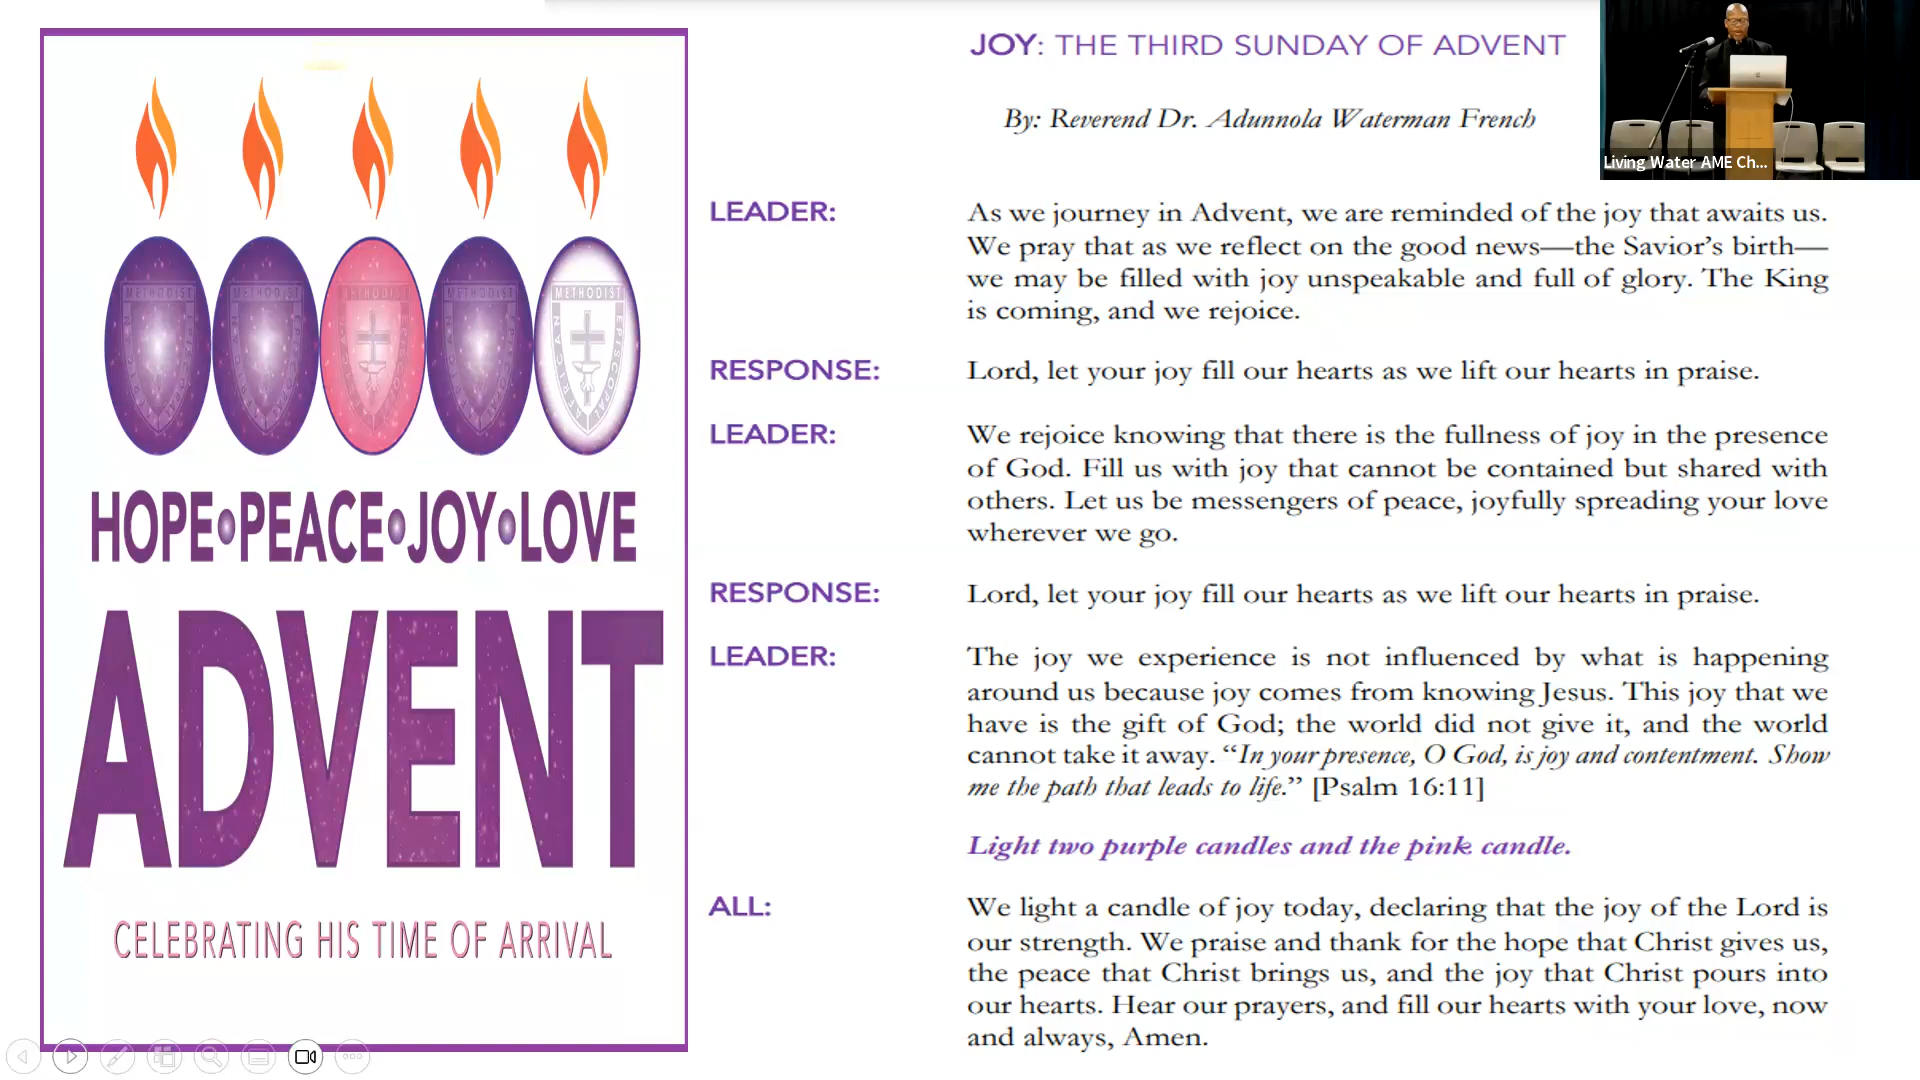 HOPE•PEACE•JOY•LOVE
ADVENT
CELEBRATING HIS TIME OF ARRIVAL
METHODIST
METHODIST
METHODIST
METHODIST
AFRICAN METHODIST EPISCOPAL
JOY: THE THIRD SUNDAY OF ADVENT
By: Reverend Dr. Adunnola Waterman French
LEADER:
As we journey in Advent, we are reminded of the joy that awaits us.
We pray that as we reflect on the good news—the Savior's birth—
we may be filled with joy unspeakable and full of glory. The King
is coming, and we rejoice.
RESPONSE:
Lord, let your joy fill our hearts as we lift our hearts in praise.
LEADER:
We rejoice knowing that there is the fullness of joy in the presence
of God. Fill us with joy that cannot be contained but shared with
others. Let us be messengers of peace, joyfully spreading your love
wherever we go.
RESPONSE:
Lord, let your joy fill our hearts as we lift our hearts in praise.
LEADER:
The joy we experience is not influenced by what is happening
around us because joy comes from knowing Jesus. This joy that we
have is the gift of God; the world did not give it, and the world
cannot take it away. “In your presence, O God, is joy and contentment. Show
me the path that leads to life.” [Psalm 16:11]
Light two purple candles and the pink candle.
ALL:
We light a candle of joy today, declaring that the joy of the Lord is
our strength. We praise and thank for the hope that Christ gives us,
the peace that Christ brings us, and the joy that Christ pours into
our hearts. Hear our prayers, and fill our hearts with your love, now
and always, Amen.
Living Water AME Ch...